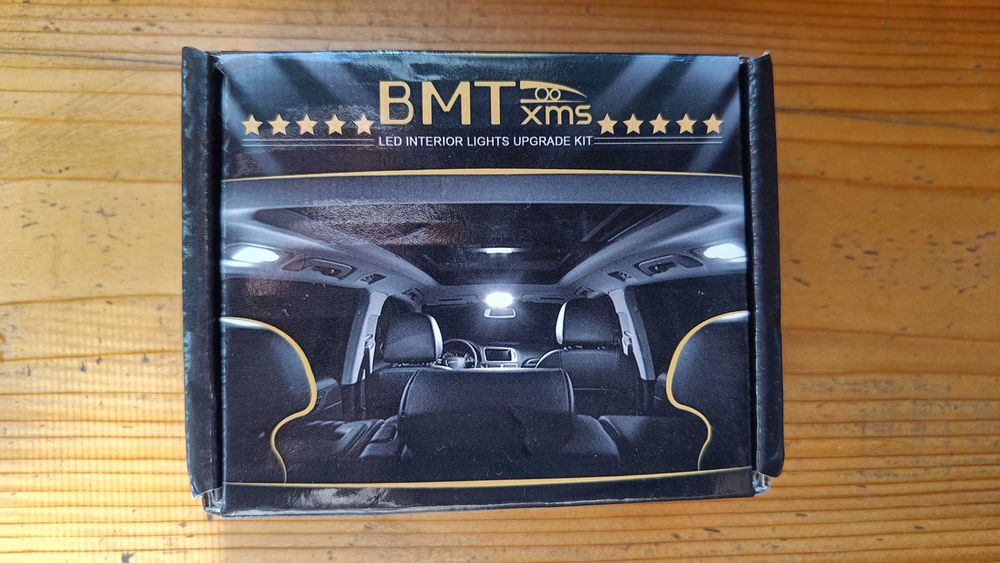 BMT
xms
LED INTERIOR LIGHTS UPGRADE KIT